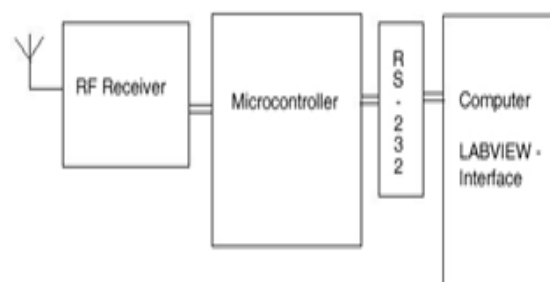 RF Receiver
Microcontroller
R
S
-
2
3
2
Computer
LABVIEW -
Interface